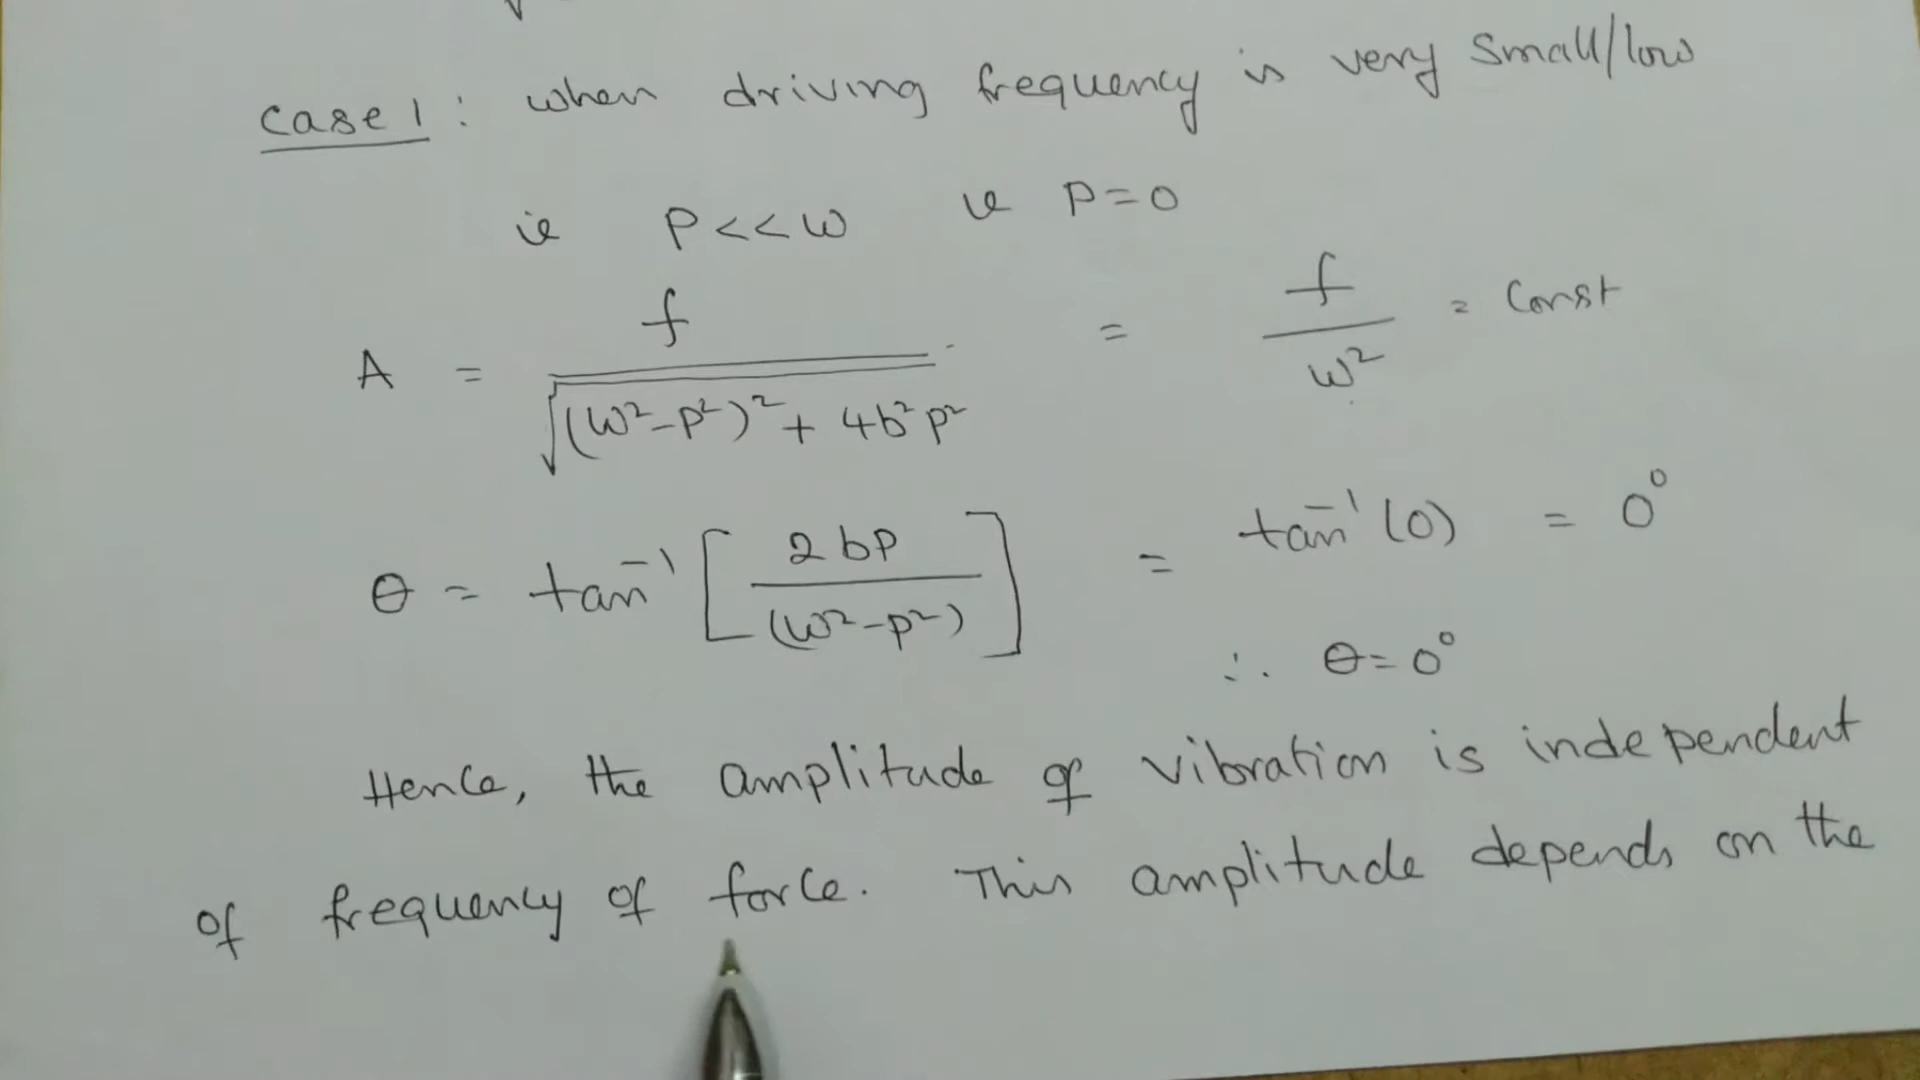 Case 1 : when driving frequency is very small/low
ie P<<ω ie P=0
A = f / √((ω²-p²)² + 4b²p²) = f / ω² = Const
θ = tan⁻¹ [2bp / (ω²-p²)] = tan⁻¹(0) = 0°
∴ θ=0°
Hence, the amplitude of vibration is independent
of frequency of force. This amplitude depends on the